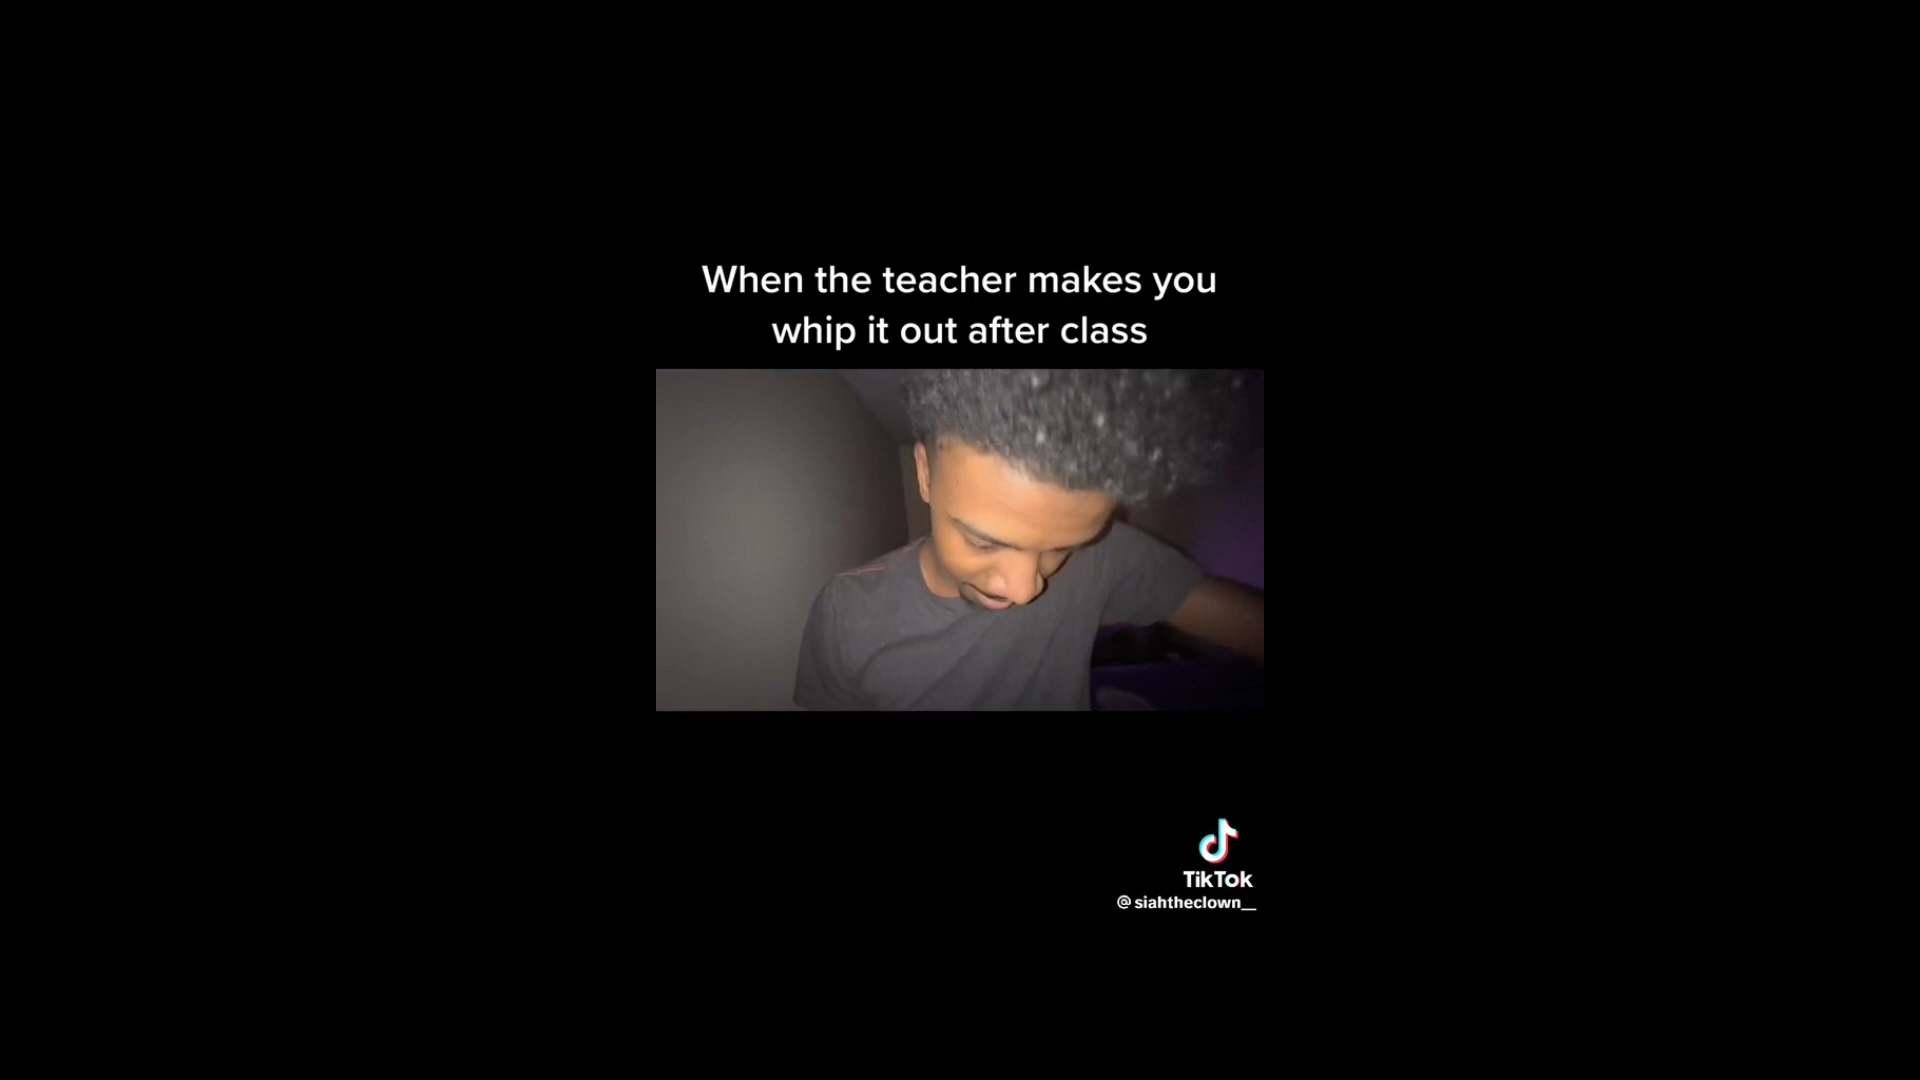 When the teacher makes you
whip it out after class
TikTok
@siahtheclown__